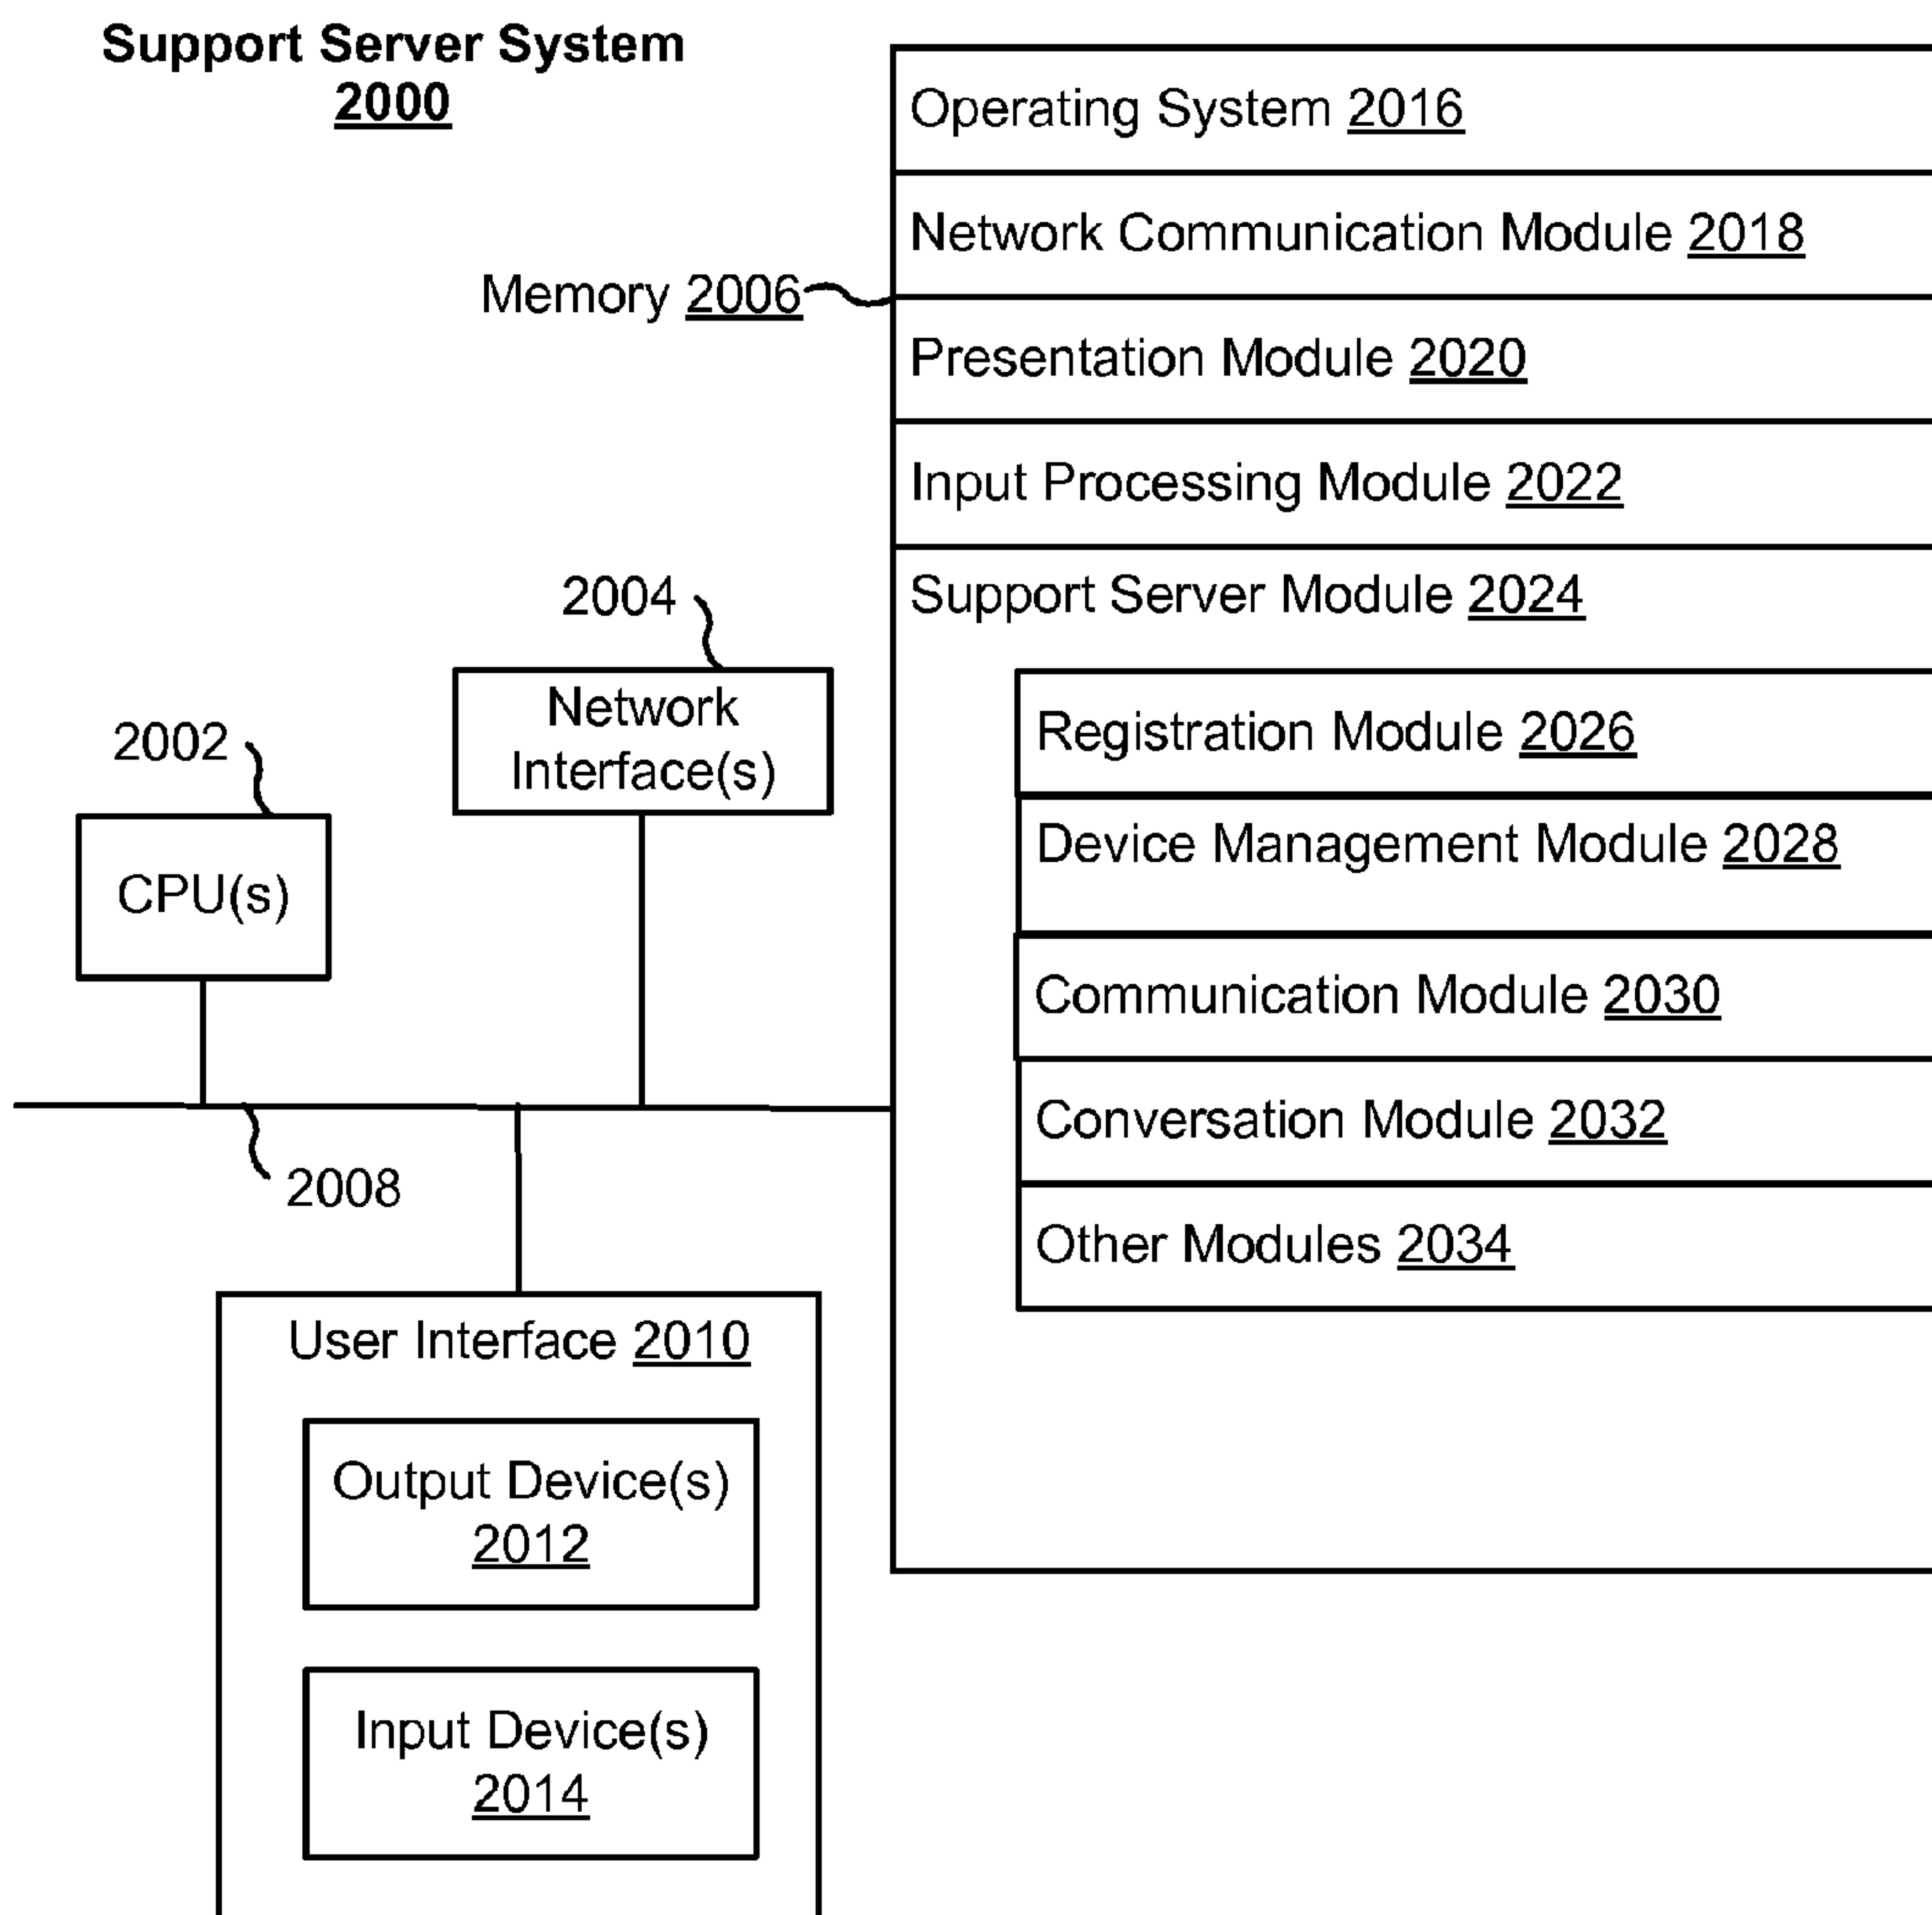 Support Server System
2000
Operating System 2016
Network Communication Module 2018
Memory 2006
Presentation Module 2020
Input Processing Module 2022
Support Server Module 2024
2004
Network
Interface(s)
Registration Module 2026
2002
Device Management Module 2028
CPU(s)
Communication Module 2030
Conversation Module 2032
2008
Other Modules 2034
User Interface 2010
Output Device(s)
2012
Input Device(s)
2014